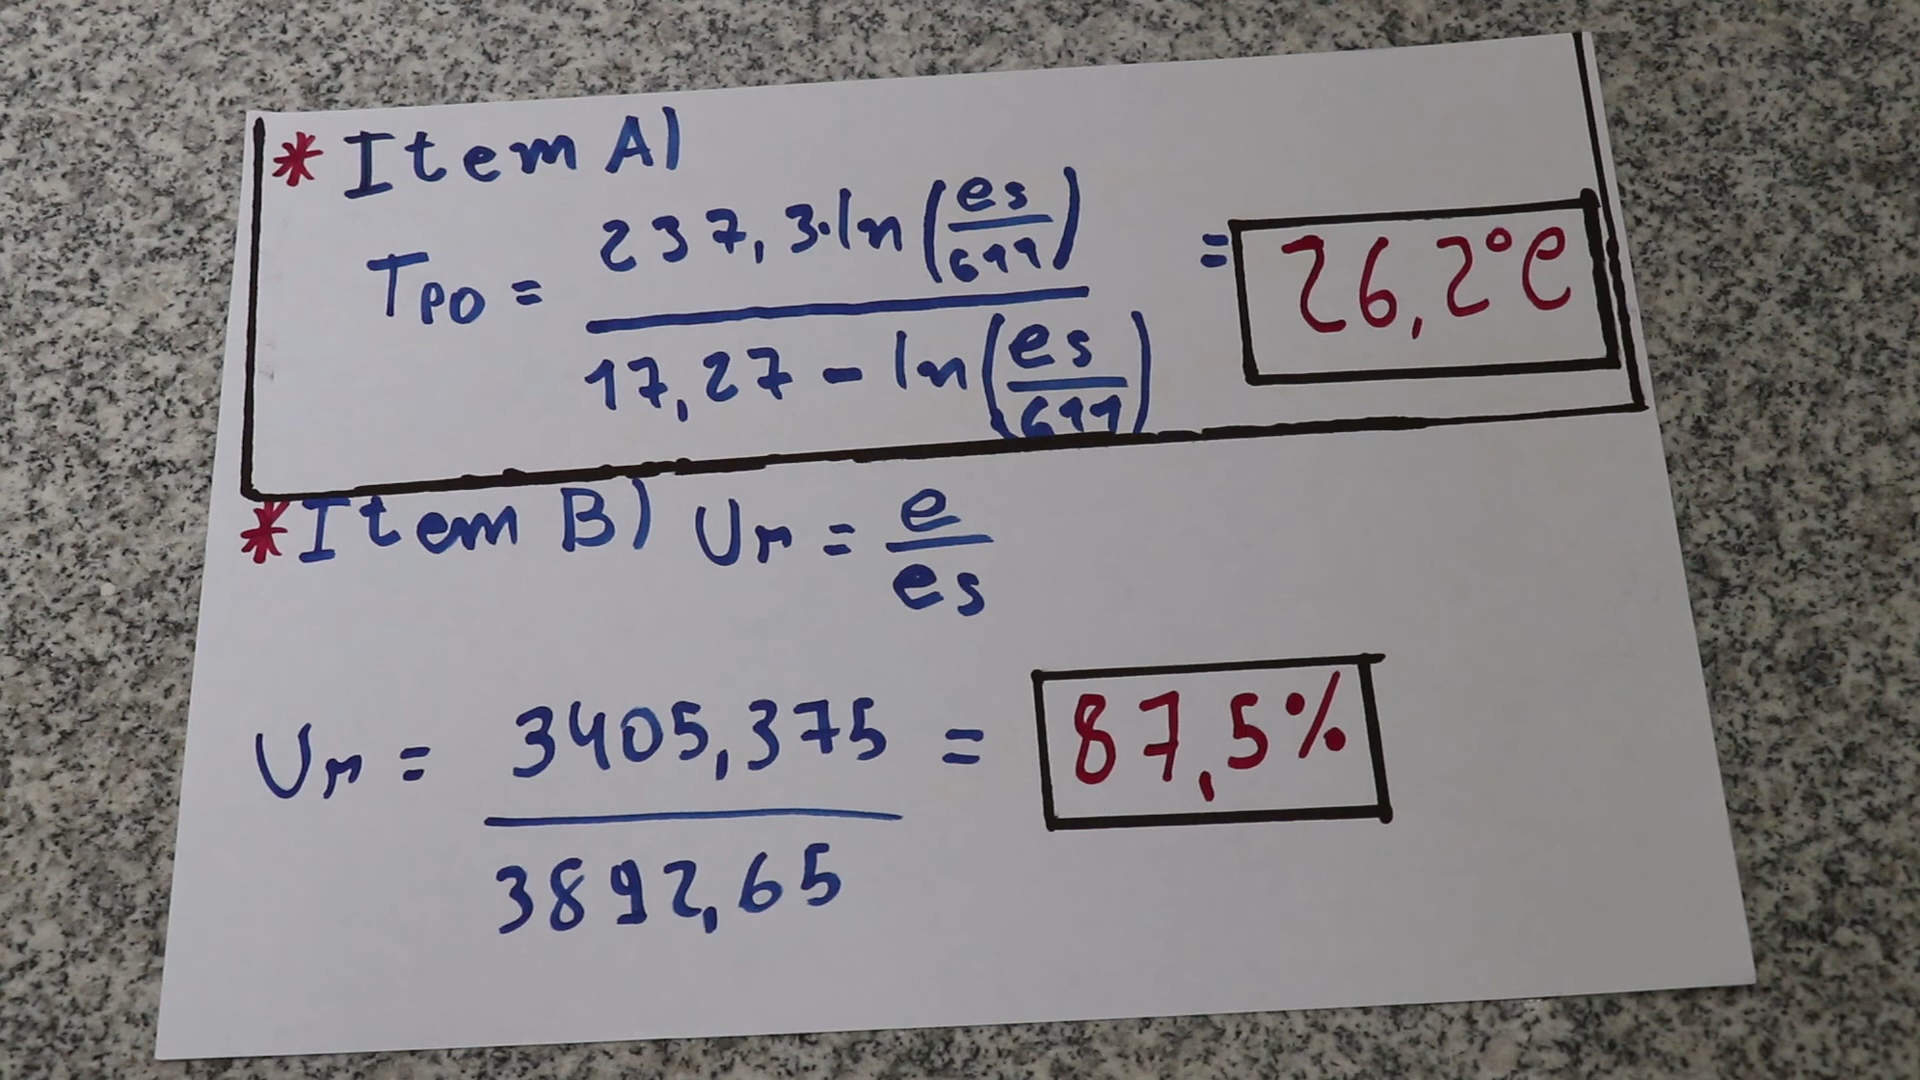 * Item A)
T_PO = 237,3·ln(es/611) / 17,27 - ln(es/611) = 26,2°C
* Item B) Ur = e/es
Ur = 3405,375 / 3892,65 = 87,5%